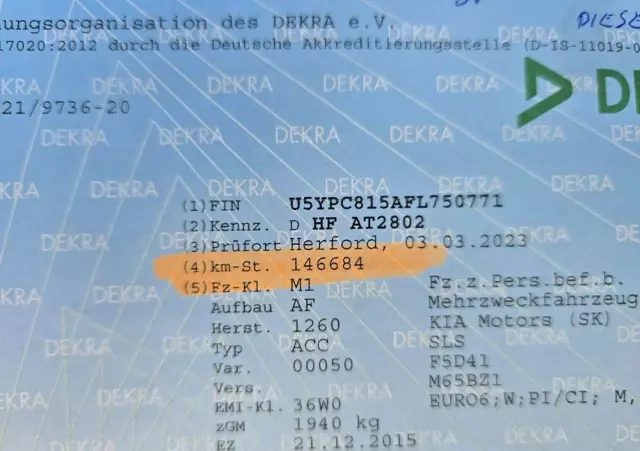 ungsorganisation des DEKRA e.V.
DIESE
17020:2012 durch die Deutsche Akkreditierungsstelle (D-IS-11019-0
21/9736-20
DE
(1) FIN U5YPC815AFL750771
(2) Kennz. D HF AT2802
(3) Prüfort Herford, 03.03.2023
(4) km-St. 146684
(5) Fz-Kl. M1 Fz.z.Pers.bef.b.
Aufbau AF Mehrzweckfahrzeug
Herst. 1260 KIA Motors (SK)
Typ ACC SLS
Var. 00050 F5D41
Vers. M65BZ1
EMI-Kl. 36W0 EURO6;W;PI/CI; M,
zGM 1940 kg
EZ 21.12.2015